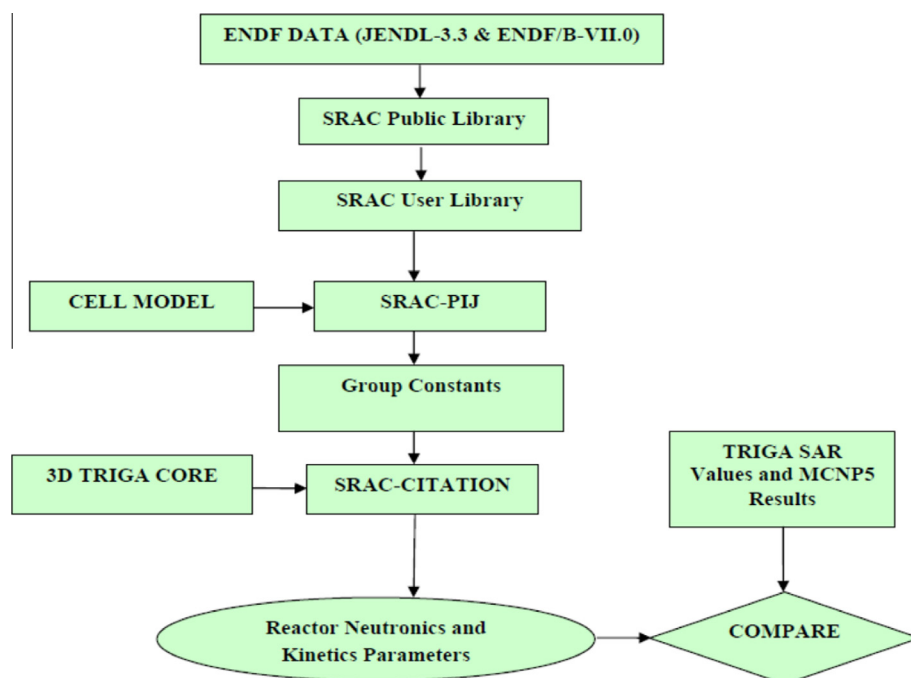 ENDF DATA (JENDL-3.3 & ENDF/B-VII.0)
SRAC Public Library
SRAC User Library
CELL MODEL
SRAC-PIJ
Group Constants
3D TRIGA CORE
SRAC-CITATION
TRIGA SAR
Values and MCNP5
Results
Reactor Neutronics and
Kinetics Parameters
COMPARE